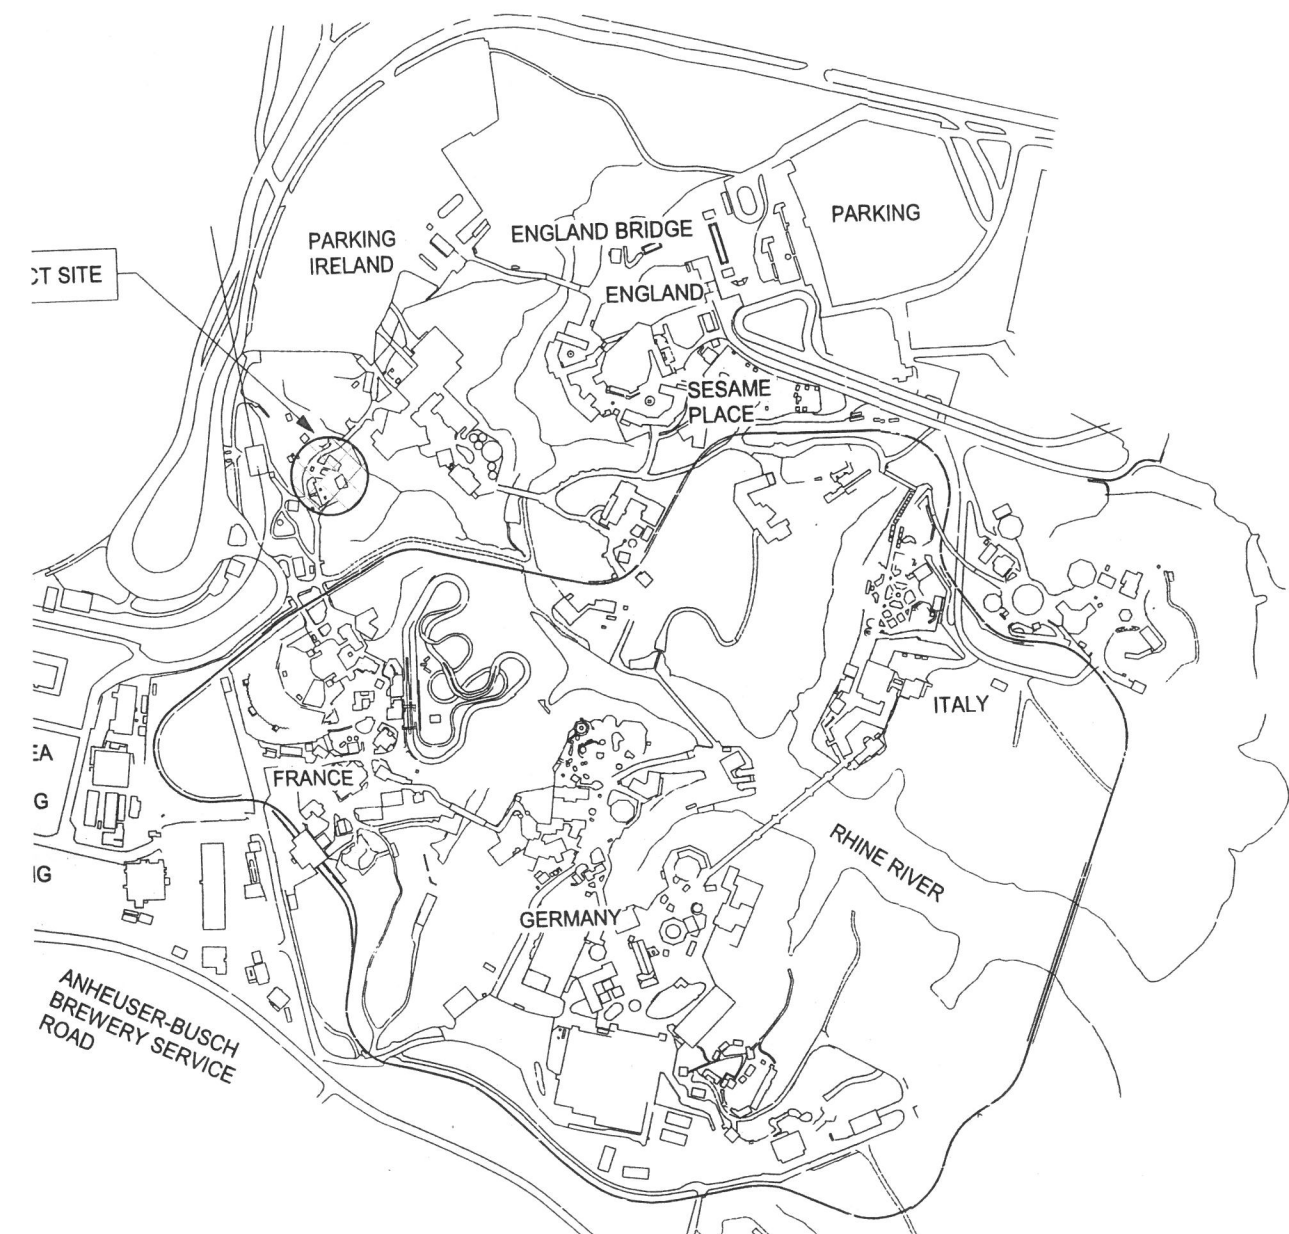 PARKING
ENGLAND BRIDGE
PARKING
IRELAND
CT SITE
ENGLAND
SESAME
PLACE
ITALY
EA
FRANCE
G
RHINE RIVER
IG
GERMANY
ANHEUSER-BUSCH
BREWERY SERVICE
ROAD